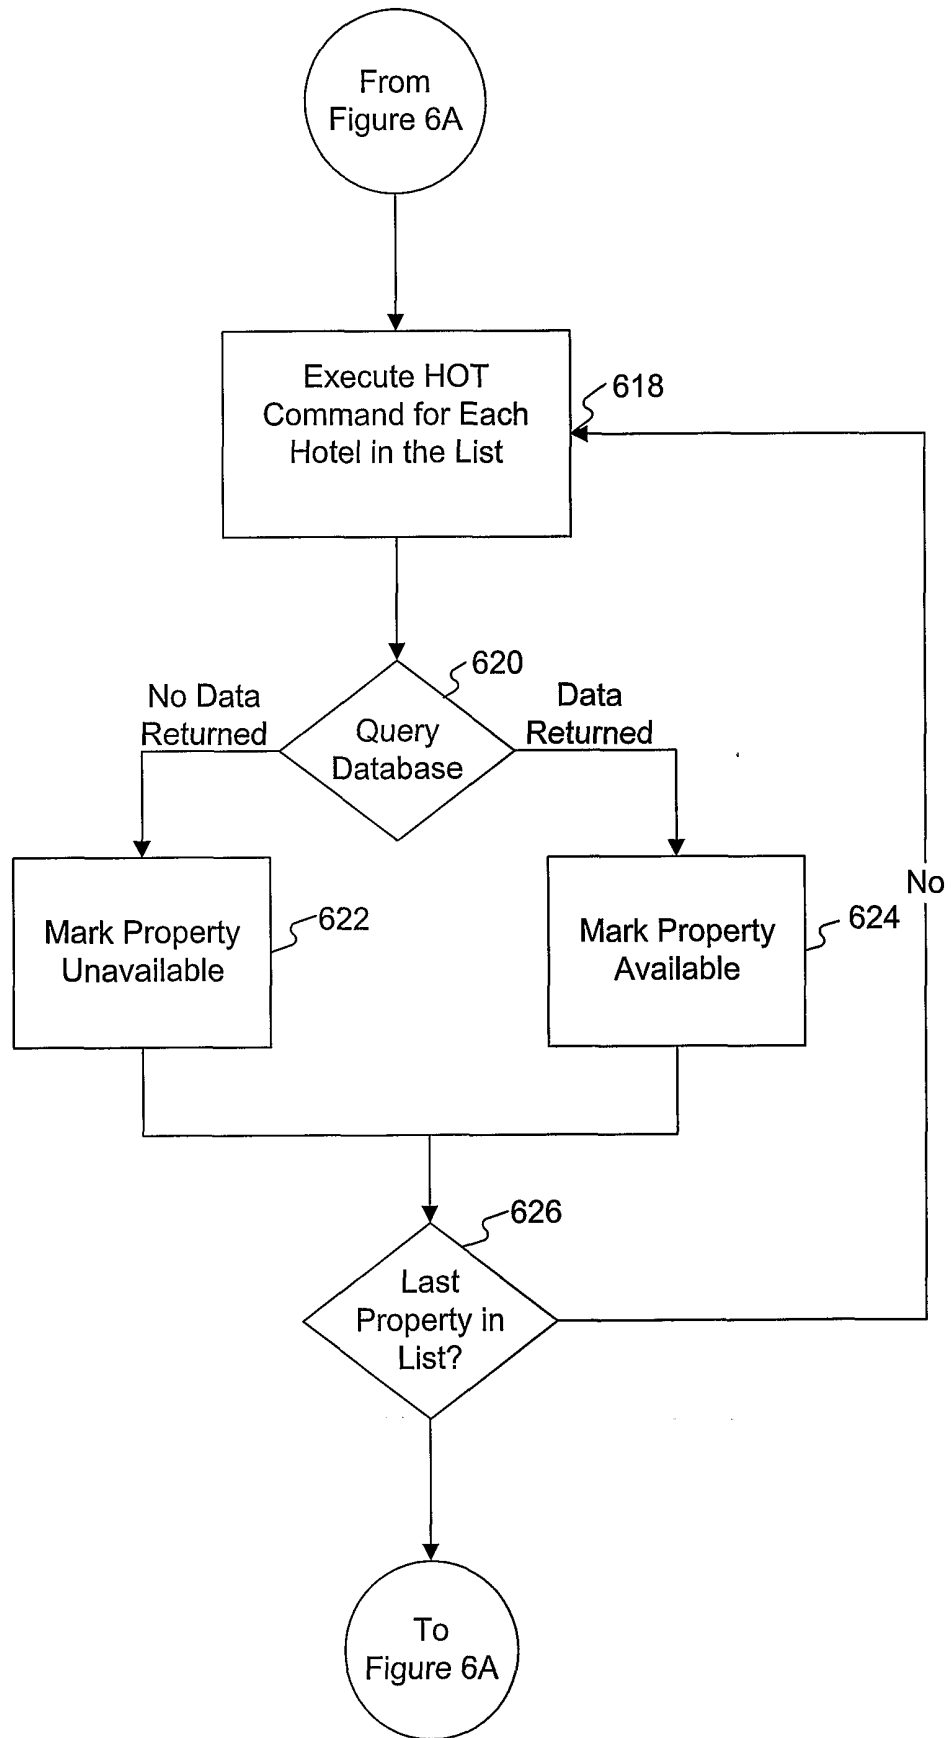 From
Figure 6A
Execute HOT
Command for Each
Hotel in the List
618
620
No Data
Returned
Data
Returned
Query
Database
No
Mark Property
Unavailable
622
Mark Property
Available
624
626
Last
Property in
List?
To
Figure 6A